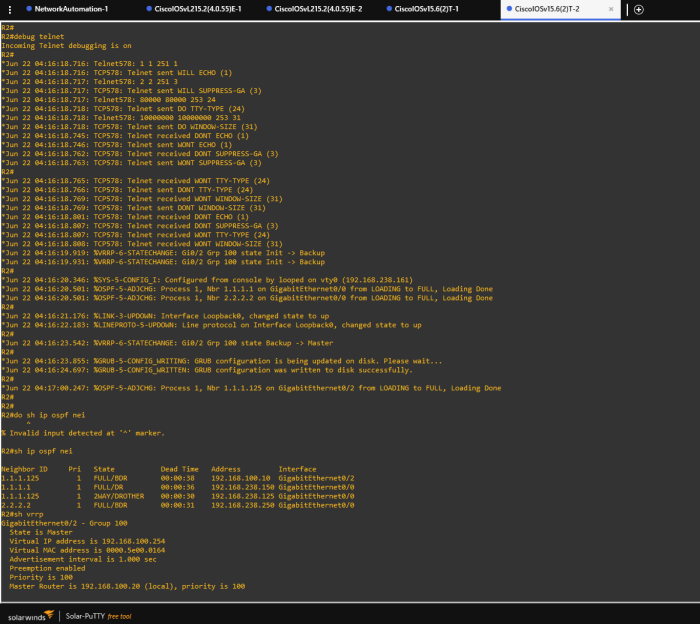 NetworkAutomation-1 CiscoIOSvL215.2(4.0.55)E-1 CiscoIOSvL215.2(4.0.55)E-2 CiscoIOSv15.6(2)T-1 CiscoIOSv15.6(2)T-2
R2#
R2#debug telnet
Incoming Telnet debugging is on
R2#
*Jun 22 04:16:18.716: Telnet578: 1 1 251 1
*Jun 22 04:16:18.716: TCP578: Telnet sent WILL ECHO (1)
*Jun 22 04:16:18.717: Telnet578: 2 2 251 3
*Jun 22 04:16:18.717: TCP578: Telnet sent WILL SUPPRESS-GA (3)
*Jun 22 04:16:18.717: Telnet578: 80000 80000 253 24
*Jun 22 04:16:18.718: TCP578: Telnet sent DO TTY-TYPE (24)
*Jun 22 04:16:18.718: Telnet578: 10000000 10000000 253 31
*Jun 22 04:16:18.718: TCP578: Telnet sent DO WINDOW-SIZE (31)
*Jun 22 04:16:18.745: TCP578: Telnet received DONT ECHO (1)
*Jun 22 04:16:18.746: TCP578: Telnet sent WONT ECHO (1)
*Jun 22 04:16:18.762: TCP578: Telnet received DONT SUPPRESS-GA (3)
*Jun 22 04:16:18.763: TCP578: Telnet sent WONT SUPPRESS-GA (3)
R2#
*Jun 22 04:16:18.765: TCP578: Telnet received WONT TTY-TYPE (24)
*Jun 22 04:16:18.766: TCP578: Telnet sent DONT TTY-TYPE (24)
*Jun 22 04:16:18.769: TCP578: Telnet received WONT WINDOW-SIZE (31)
*Jun 22 04:16:18.769: TCP578: Telnet sent DONT WINDOW-SIZE (31)
*Jun 22 04:16:18.801: TCP578: Telnet received DONT ECHO (1)
*Jun 22 04:16:18.807: TCP578: Telnet received DONT SUPPRESS-GA (3)
*Jun 22 04:16:18.807: TCP578: Telnet received WONT TTY-TYPE (24)
*Jun 22 04:16:18.808: TCP578: Telnet received WONT WINDOW-SIZE (31)
*Jun 22 04:16:19.919: %VRRP-6-STATECHANGE: Gi0/2 Grp 100 state Init -> Backup
*Jun 22 04:16:19.931: %VRRP-6-STATECHANGE: Gi0/2 Grp 100 state Init -> Backup
R2#
*Jun 22 04:16:20.346: %SYS-5-CONFIG_I: Configured from console by looped on vty0 (192.168.238.161)
*Jun 22 04:16:20.501: %OSPF-5-ADJCHG: Process 1, Nbr 1.1.1.1 on GigabitEthernet0/0 from LOADING to FULL, Loading Done
*Jun 22 04:16:20.501: %OSPF-5-ADJCHG: Process 1, Nbr 2.2.2.2 on GigabitEthernet0/0 from LOADING to FULL, Loading Done
R2#
*Jun 22 04:16:21.176: %LINK-3-UPDOWN: Interface Loopback0, changed state to up
*Jun 22 04:16:22.183: %LINEPROTO-5-UPDOWN: Line protocol on Interface Loopback0, changed state to up
R2#
*Jun 22 04:16:23.542: %VRRP-6-STATECHANGE: Gi0/2 Grp 100 state Backup -> Master
R2#
*Jun 22 04:16:23.855: %GRUB-5-CONFIG_WRITING: GRUB configuration is being updated on disk. Please wait...
*Jun 22 04:16:24.697: %GRUB-5-CONFIG_WRITTEN: GRUB configuration was written to disk successfully.
R2#
*Jun 22 04:17:00.247: %OSPF-5-ADJCHG: Process 1, Nbr 1.1.1.125 on GigabitEthernet0/2 from LOADING to FULL, Loading Done
R2#
R2#
R2#do sh ip ospf nei
^
% Invalid input detected at '^' marker.
R2#sh ip ospf nei
Neighbor ID Pri State Dead Time Address Interface
1.1.1.125 1 FULL/BDR 00:00:38 192.168.100.10 GigabitEthernet0/2
1.1.1.1 1 FULL/DR 00:00:36 192.168.238.150 GigabitEthernet0/0
1.1.1.125 1 2WAY/DROTHER 00:00:30 192.168.238.125 GigabitEthernet0/0
2.2.2.2 1 FULL/BDR 00:00:31 192.168.238.250 GigabitEthernet0/0
R2#sh vrrp
GigabitEthernet0/2 - Group 100
State is Master
Virtual IP address is 192.168.100.254
Virtual MAC address is 0000.5e00.0164
Advertisement interval is 1.000 sec
Preemption enabled
Priority is 100
Master Router is 192.168.100.20 (local), priority is 100
solarwinds Solar-PuTTY free tool